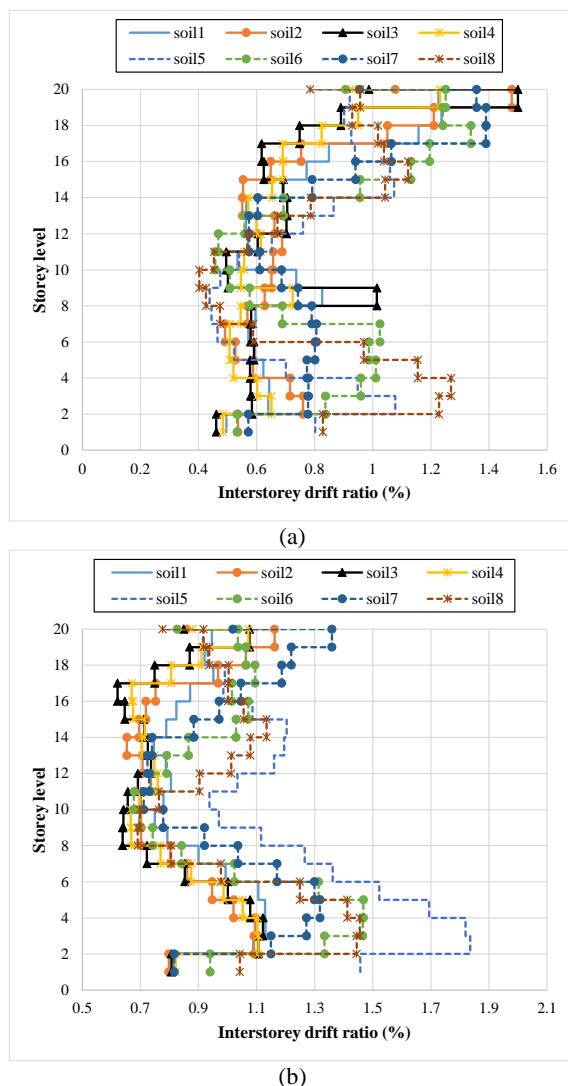 soil1 soil2 soil3 soil4
soil5 soil6 soil7 soil8
20
18
16
14
12
10
8
6
4
2
0
Storey level
0 0.2 0.4 0.6 0.8 1 1.2 1.4 1.6
Interstorey drift ratio (%)
(a)
soil1 soil2 soil3 soil4
soil5 soil6 soil7 soil8
20
18
16
14
12
10
8
6
4
2
0
Storey level
0.5 0.7 0.9 1.1 1.3 1.5 1.7 1.9 2.1
Interstorey drift ratio (%)
(b)